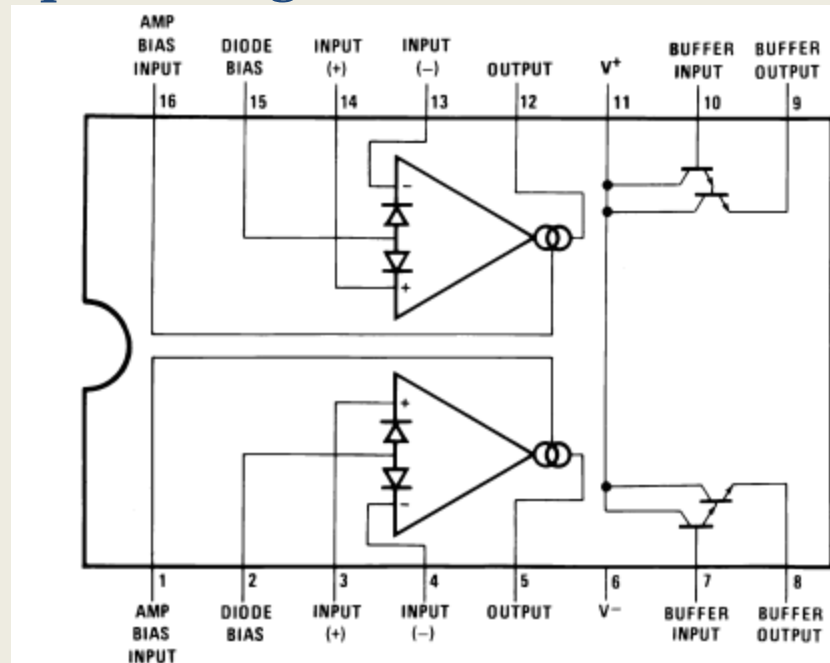 AMP
BIAS
INPUT
DIODE
BIAS
INPUT
(+)
INPUT
(–)
OUTPUT
V+
BUFFER
INPUT
BUFFER
OUTPUT
16
15
14
13
12
11
10
9
–
+
+
–
1
2
3
4
5
6
7
8
AMP
BIAS
INPUT
DIODE
BIAS
INPUT
(+)
INPUT
(–)
OUTPUT
V–
BUFFER
INPUT
BUFFER
OUTPUT